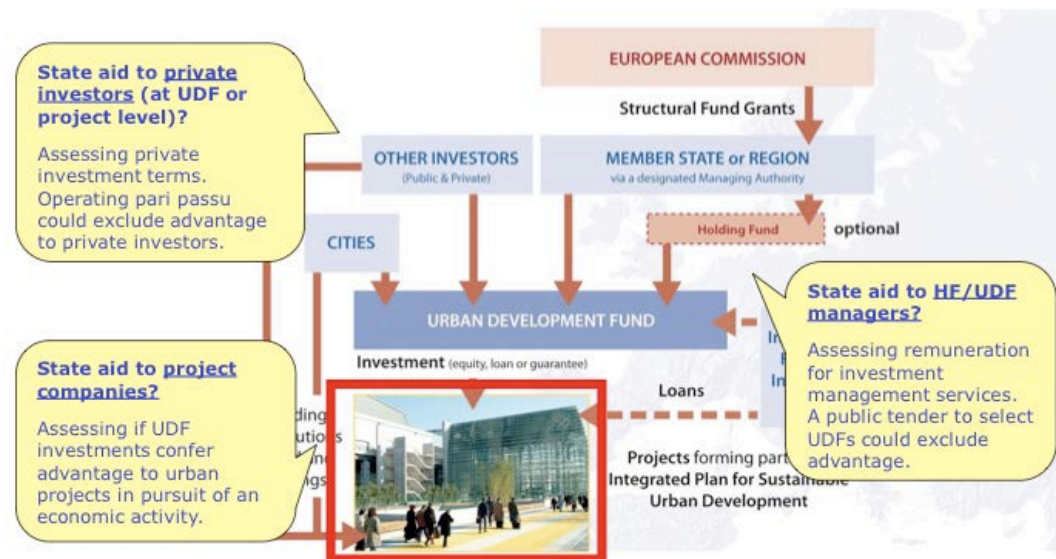 State aid to private
investors (at UDF or
project level)?
Assessing private
investment terms.
Operating pari passu
could exclude advantage
to private investors.
EUROPEAN COMMISSION
Structural Fund Grants
OTHER INVESTORS
(Public & Private)
MEMBER STATE or REGION
via a designated Managing Authority
Holding Fund
optional
CITIES
URBAN DEVELOPMENT FUND
Investment (equity, loan or guarantee)
Loans
State aid to HF/UDF
managers?
Assessing remuneration
for investment
management services.
A public tender to select
UDFs could exclude
advantage.
State aid to project
companies?
Assessing if UDF
investments confer
advantage to urban
projects in pursuit of an
economic activity.
Projects forming part
Integrated Plan for Sustainable
Urban Development